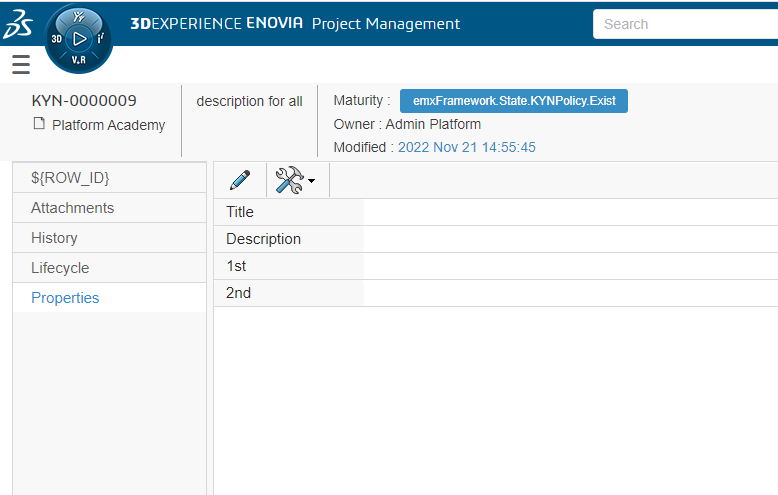 3DEXPERIENCE ENOVIA Project Management
Search
3D
V.R
KYN-0000009
Platform Academy
description for all
Maturity : emxFramework.State.KYNPolicy.Exist
Owner : Admin Platform
Modified : 2022 Nov 21 14:55:45
${ROW_ID}
Attachments
History
Lifecycle
Properties
Title
Description
1st
2nd